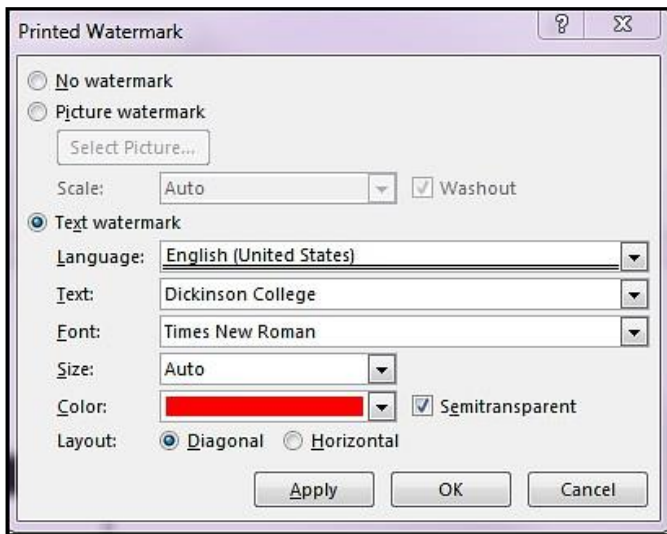 Printed Watermark
No watermark
Picture watermark
Select Picture...
Scale: Auto Washout
Text watermark
Language: English (United States)
Text: Dickinson College
Font: Times New Roman
Size: Auto
Color: Semitransparent
Layout: Diagonal Horizontal
Apply OK Cancel